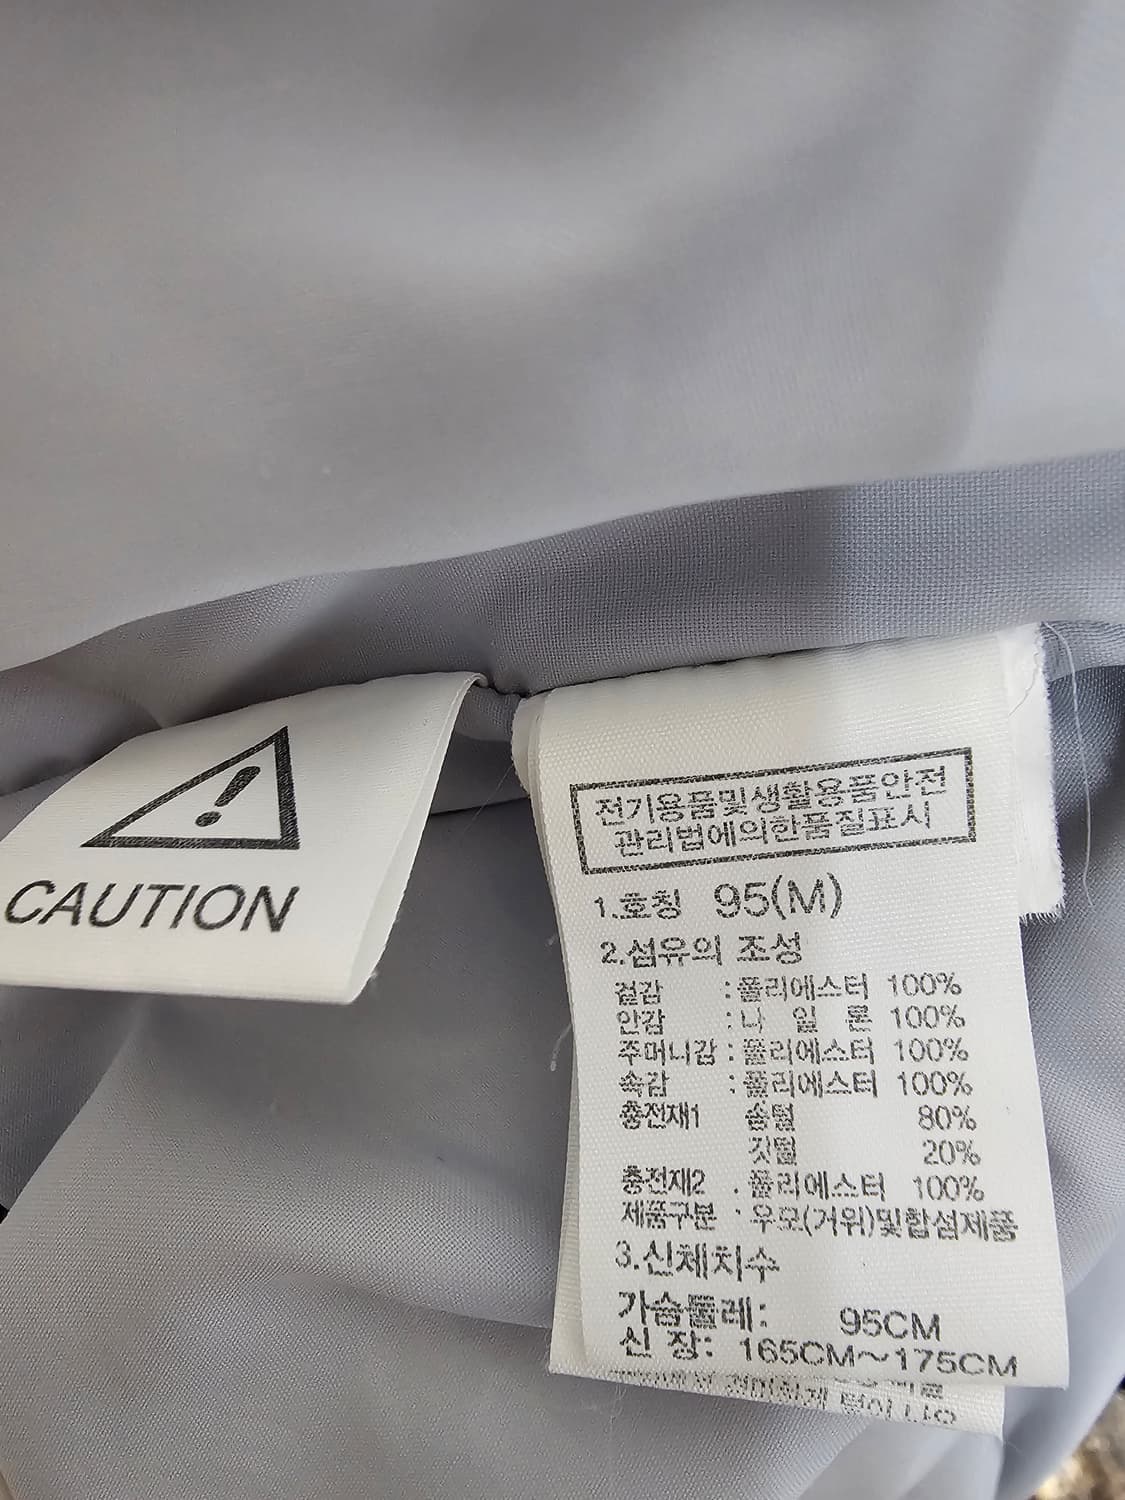 CAUTION
전기용품및생활용품안전
관리법에의한품질표시
1.호칭 95(M)
2.섬유의 조성
겉감 :폴리에스터 100%
안감 :나 일 론 100%
주머니감 :폴리에스터 100%
속감 :폴리에스터 100%
충전재1 솜털 80%
깃털 20%
충전재2 . 폴리에스터 100%
제품구분 : 우모(거위)및합섬제품
3.신체치수
가슴둘레: 95CM
신 장: 165CM~175CM
털이 나오